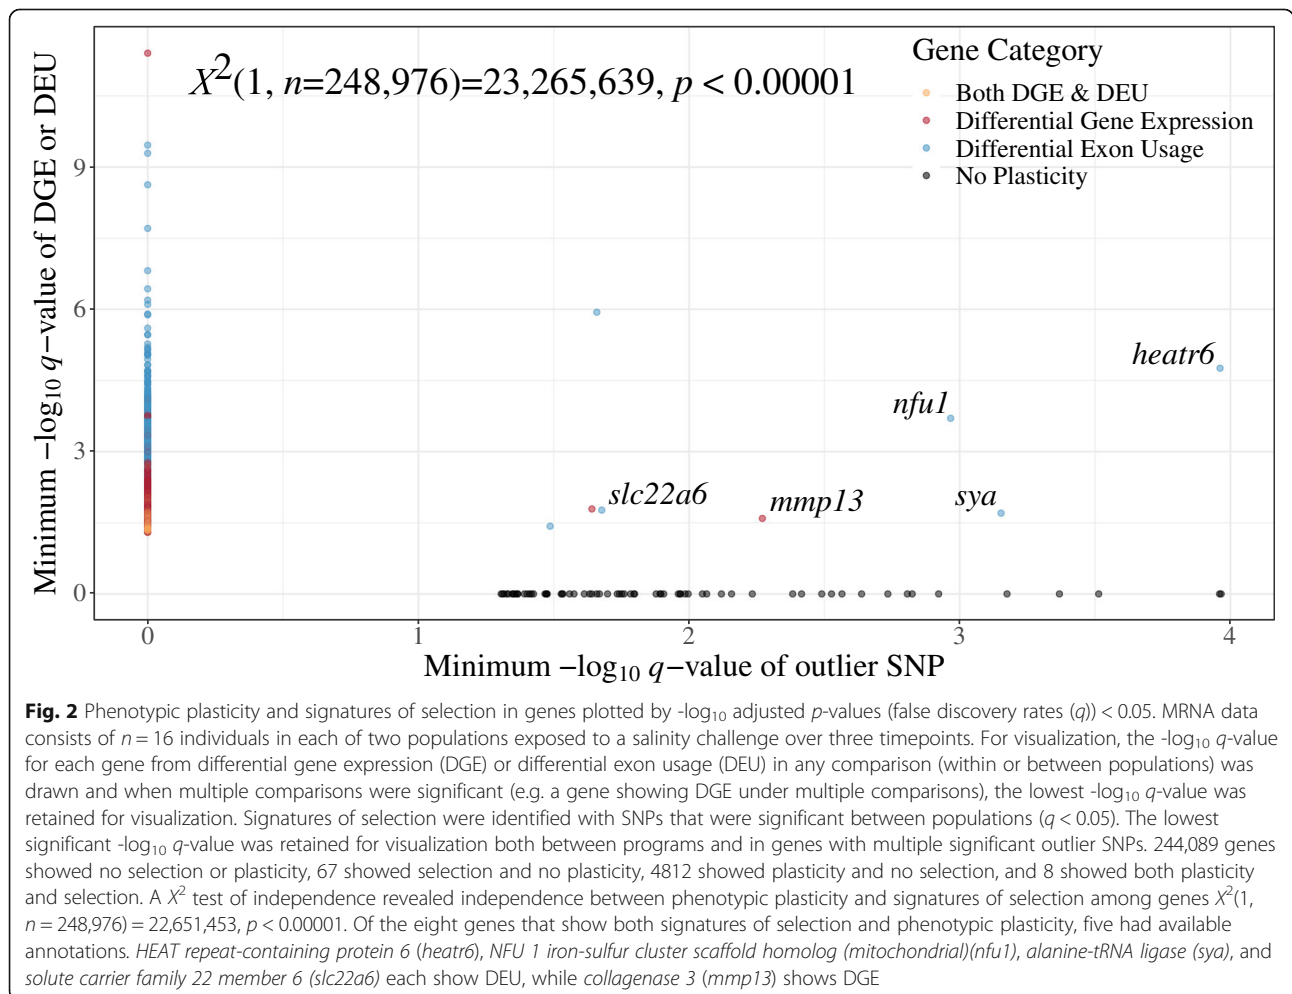 Minimum −log10 q−value of DGE or DEU
X2(1, n=248,976)=23,265,639, p < 0.00001
Gene Category
Both DGE & DEU
Differential Gene Expression
Differential Exon Usage
No Plasticity
9
6
3
0
heatr6
nfu1
slc22a6
mmp13
sya
0 1 2 3 4
Minimum −log10 q−value of outlier SNP
Fig. 2 Phenotypic plasticity and signatures of selection in genes plotted by -log10 adjusted p-values (false discovery rates (q)) < 0.05. MRNA data
consists of n = 16 individuals in each of two populations exposed to a salinity challenge over three timepoints. For visualization, the -log10 q-value
for each gene from differential gene expression (DGE) or differential exon usage (DEU) in any comparison (within or between populations) was
drawn and when multiple comparisons were significant (e.g. a gene showing DGE under multiple comparisons), the lowest -log10 q-value was
retained for visualization. Signatures of selection were identified with SNPs that were significant between populations (q < 0.05). The lowest
significant -log10 q-value was retained for visualization both between programs and in genes with multiple significant outlier SNPs. 244,089 genes
showed no selection or plasticity, 67 showed selection and no plasticity, 4812 showed plasticity and no selection, and 8 showed both plasticity
and selection. A X2 test of independence revealed independence between phenotypic plasticity and signatures of selection among genes X2(1,
n = 248,976) = 22,651,453, p < 0.00001. Of the eight genes that show both signatures of selection and phenotypic plasticity, five had available
annotations. HEAT repeat-containing protein 6 (heatr6), NFU 1 iron-sulfur cluster scaffold homolog (mitochondrial)(nfu1), alanine-tRNA ligase (sya), and
solute carrier family 22 member 6 (slc22a6) each show DEU, while collagenase 3 (mmp13) shows DGE